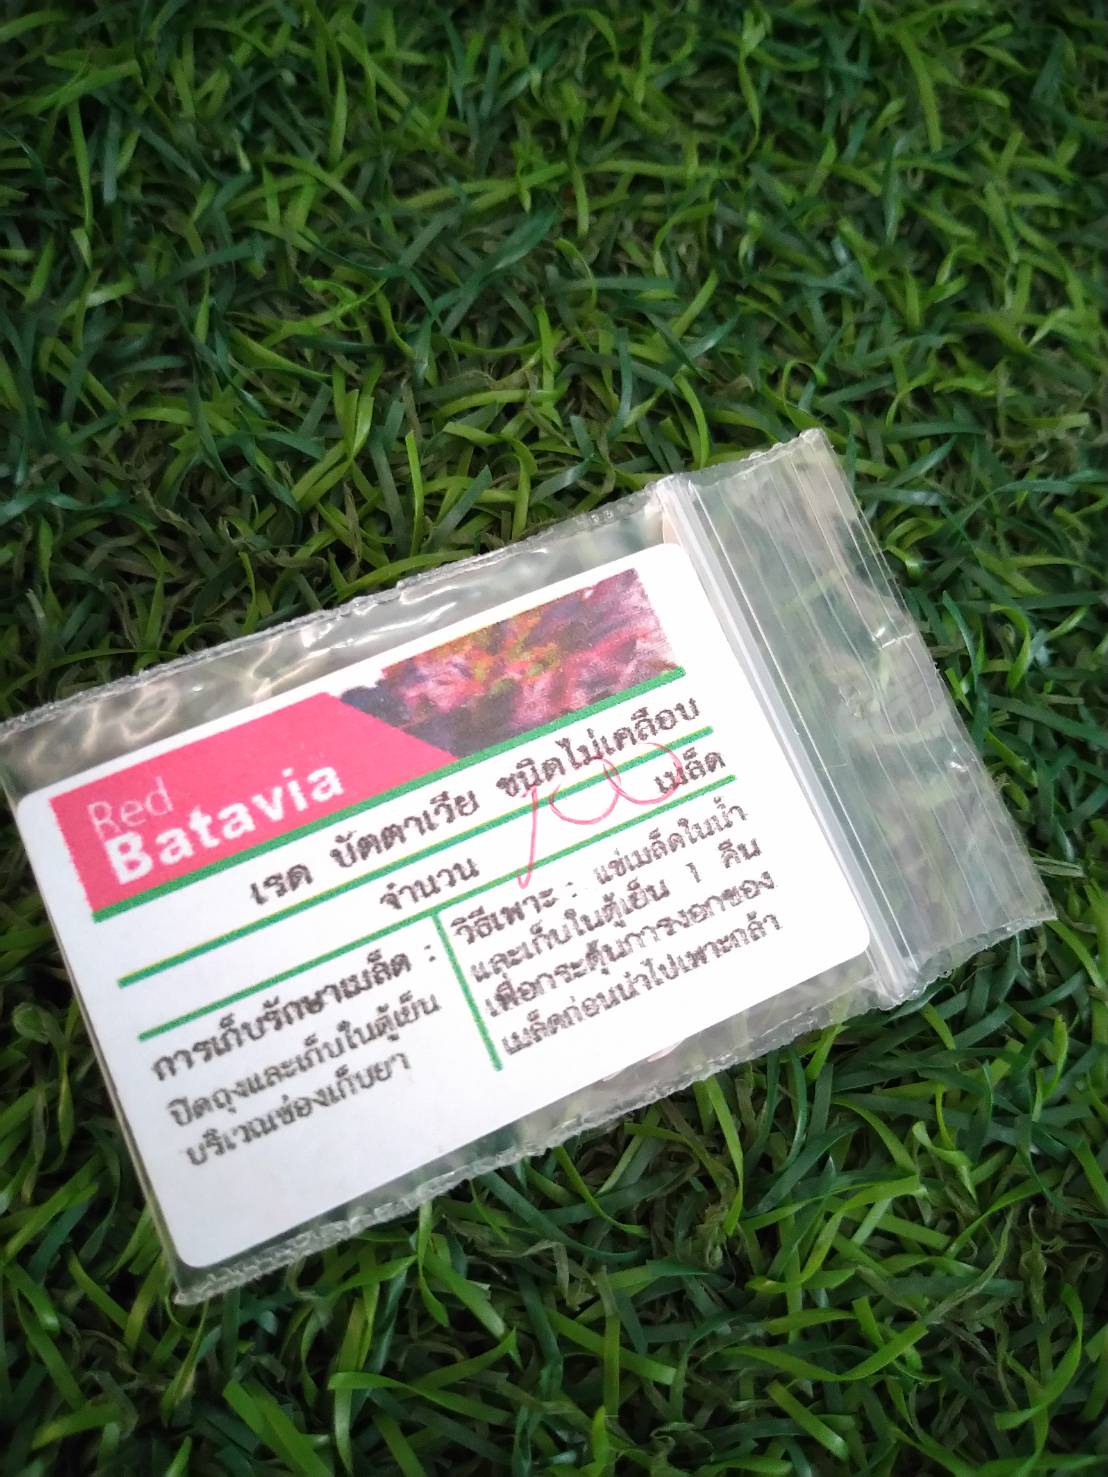 Red
Batavia
เรด บัตตาเวีย ชนิดไม่เคลือบ
จำนวน 100 เมล็ด
การเก็บรักษาเมล็ด :
ปิดถุงและเก็บในตู้เย็น
บริเวณช่องเก็บยา
วิธีเพาะ : แช่เมล็ดในน้ำ
และเก็บในตู้เย็น 1 คืน
เพื่อกระตุ้นการงอกของ
เมล็ดก่อนนำไปเพาะกล้า